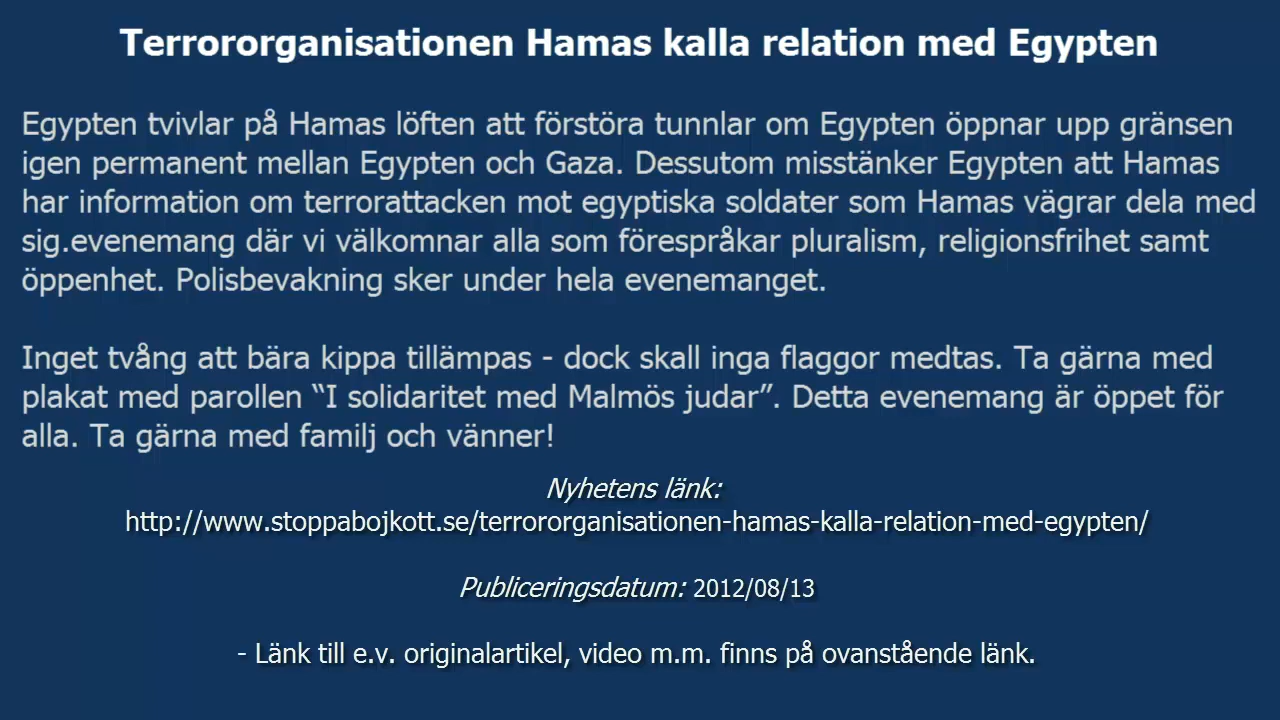 Terrororganisationen Hamas kalla relation med Egypten
Egypten tvivlar på Hamas löften att förstöra tunnlar om Egypten öppnar upp gränsen
igen permanent mellan Egypten och Gaza. Dessutom misstänker Egypten att Hamas
har information om terrorattacken mot egyptiska soldater som Hamas vägrar dela med
sig.evenemang där vi välkomnar alla som förespråkar pluralism, religionsfrihet samt
öppenhet. Polisbevakning sker under hela evenemanget.
Inget tvång att bära kippa tillämpas - dock skall inga flaggor medtas. Ta gärna med
plakat med parollen “I solidaritet med Malmös judar”. Detta evenemang är öppet för
alla. Ta gärna med familj och vänner!
Nyhetens länk:
http://www.stoppabojkott.se/terrororganisationen-hamas-kalla-relation-med-egypten/
Publiceringsdatum: 2012/08/13
- Länk till e.v. originalartikel, video m.m. finns på ovanstående länk.